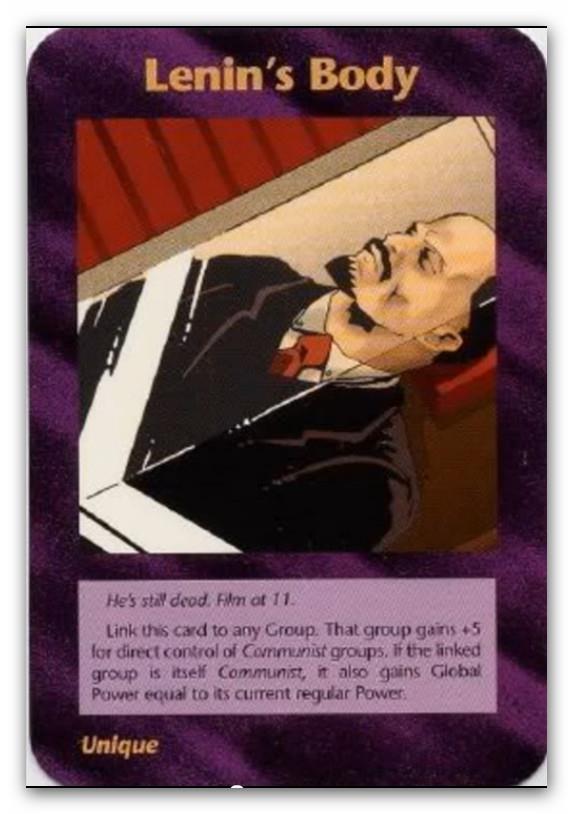 Lenin's Body
He's still dead. Film at 11.
Link this card to any Group. That group gains +5
for direct control of Communist groups. If the linked
group is itself Communist, it also gains Global
Power equal to its current regular Power.
Unique